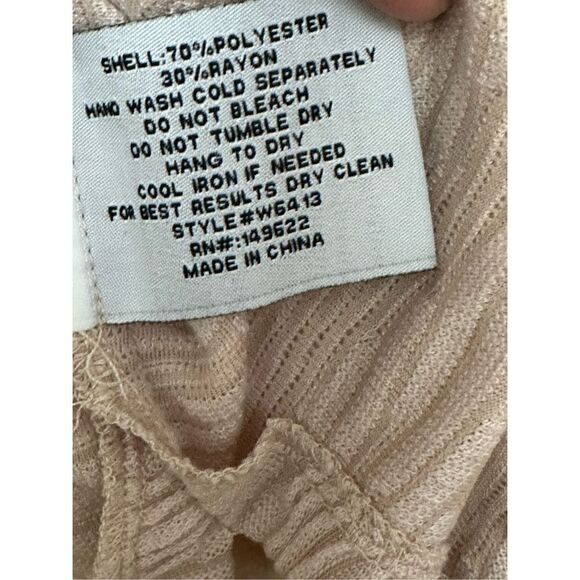 SHELL:70%POLYESTER
30%RAYON
HAND WASH COLD SEPARATELY
DO NOT BLEACH
DO NOT TUMBLE DRY
HANG TO DRY
COOL IRON IF NEEDED
FOR BEST RESULTS DRY CLEAN
STYLE#W6413
RN#:149622
MADE IN CHINA